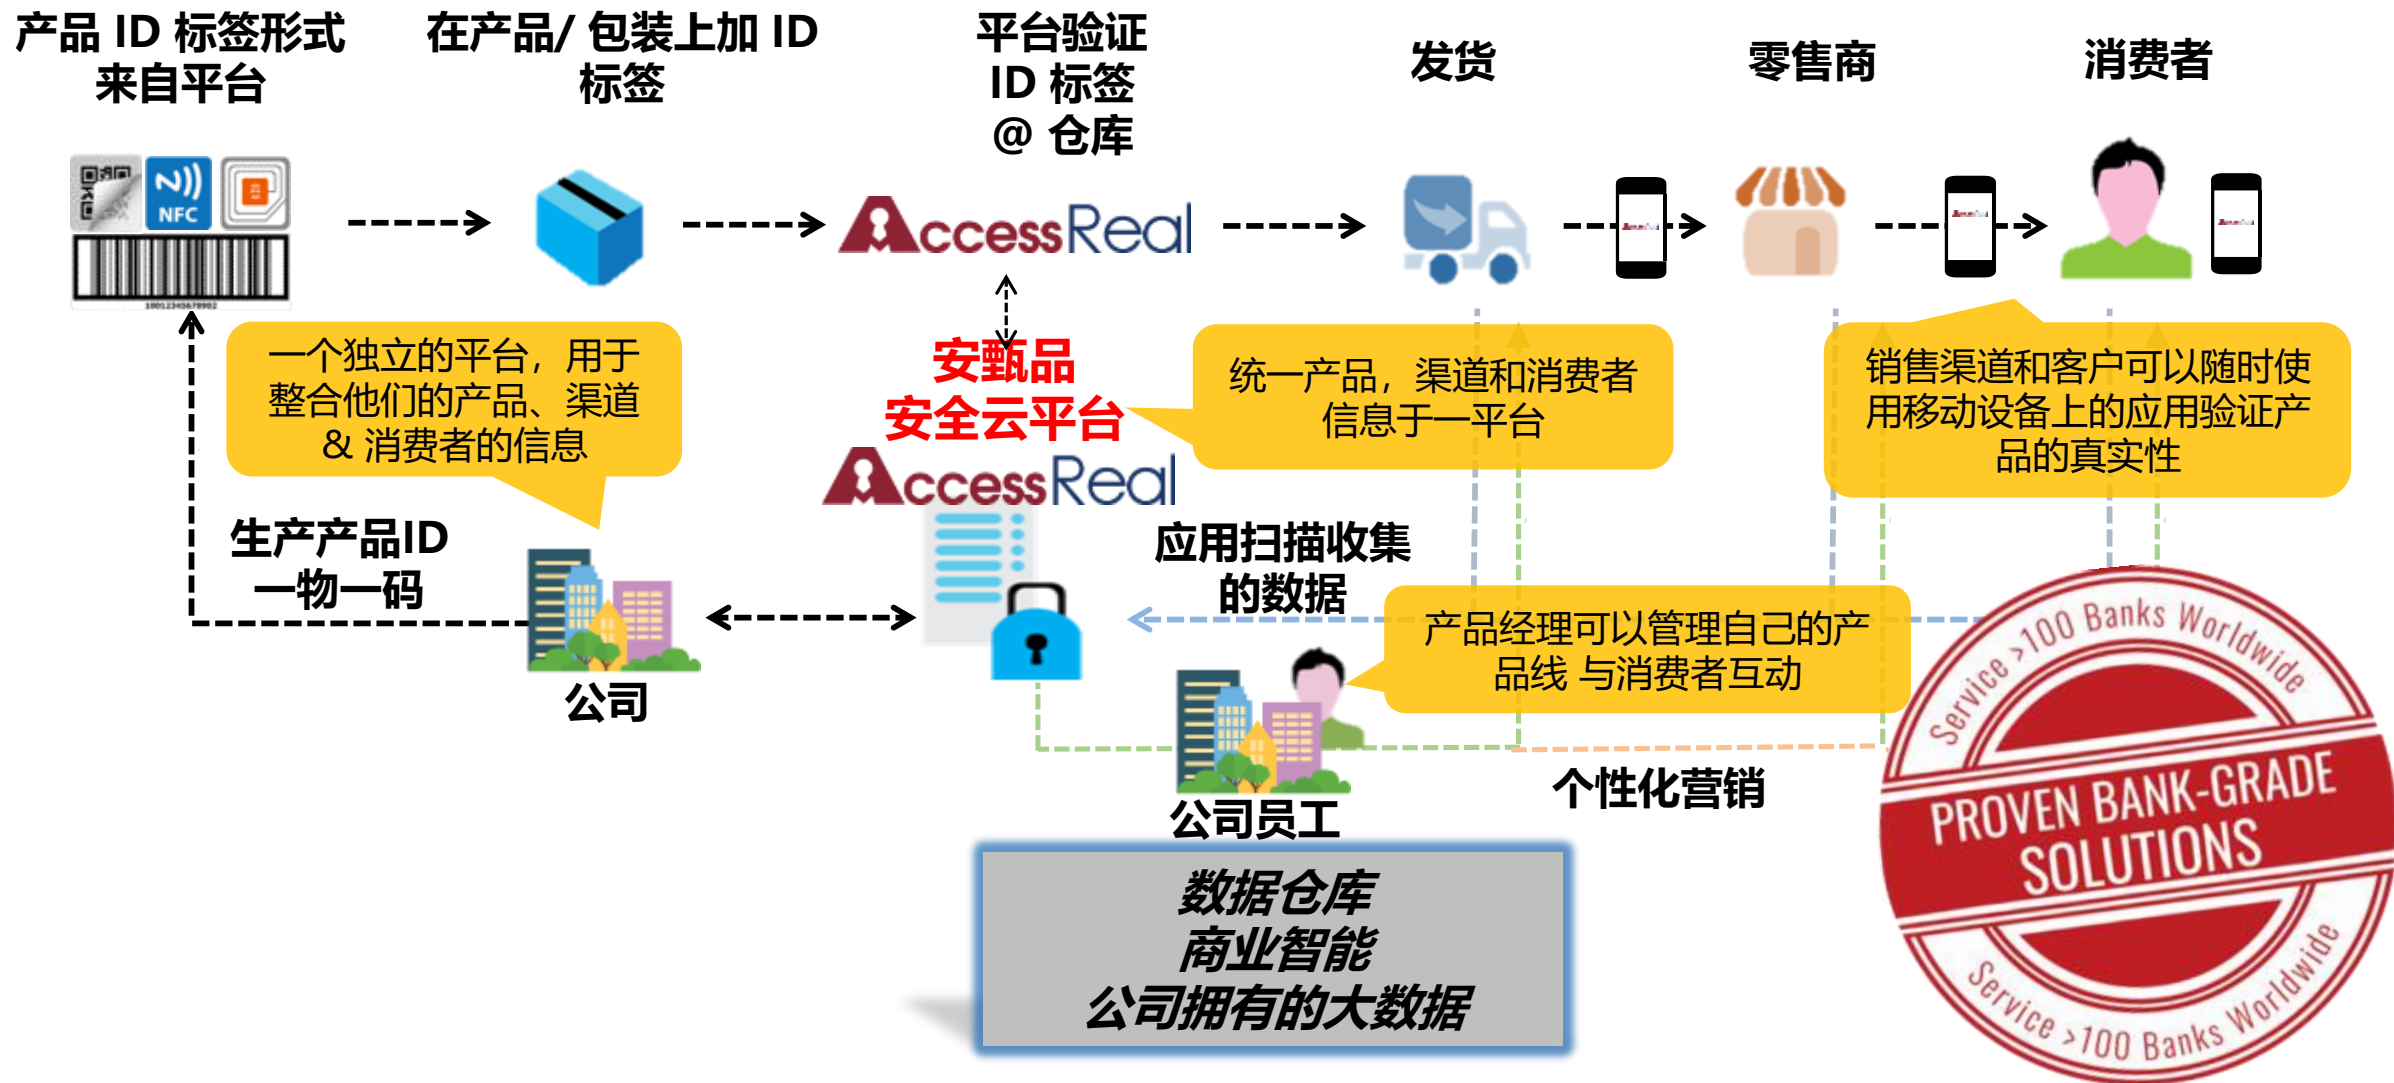 产品 ID 标签形式
来自平台
在产品/ 包装上加 ID
标签
平台验证
ID 标签
@ 仓库
发货
零售商
消费者
NFC
AccessReal
一个独立的平台，用于
整合他们的产品、渠道
& 消费者的信息
安甄品
安全云平台
AccessReal
统一产品，渠道和消费者
信息于一平台
销售渠道和客户可以随时使
用移动设备上的应用验证产
品的真实性
生产产品ID
一物一码
公司
应用扫描收集
的数据
产品经理可以管理自己的产
品线 与消费者互动
公司员工
个性化营销
数据仓库
商业智能
公司拥有的大数据
Service >100 Banks Worldwide
PROVEN BANK-GRADE
SOLUTIONS
Service >100 Banks Worldwide